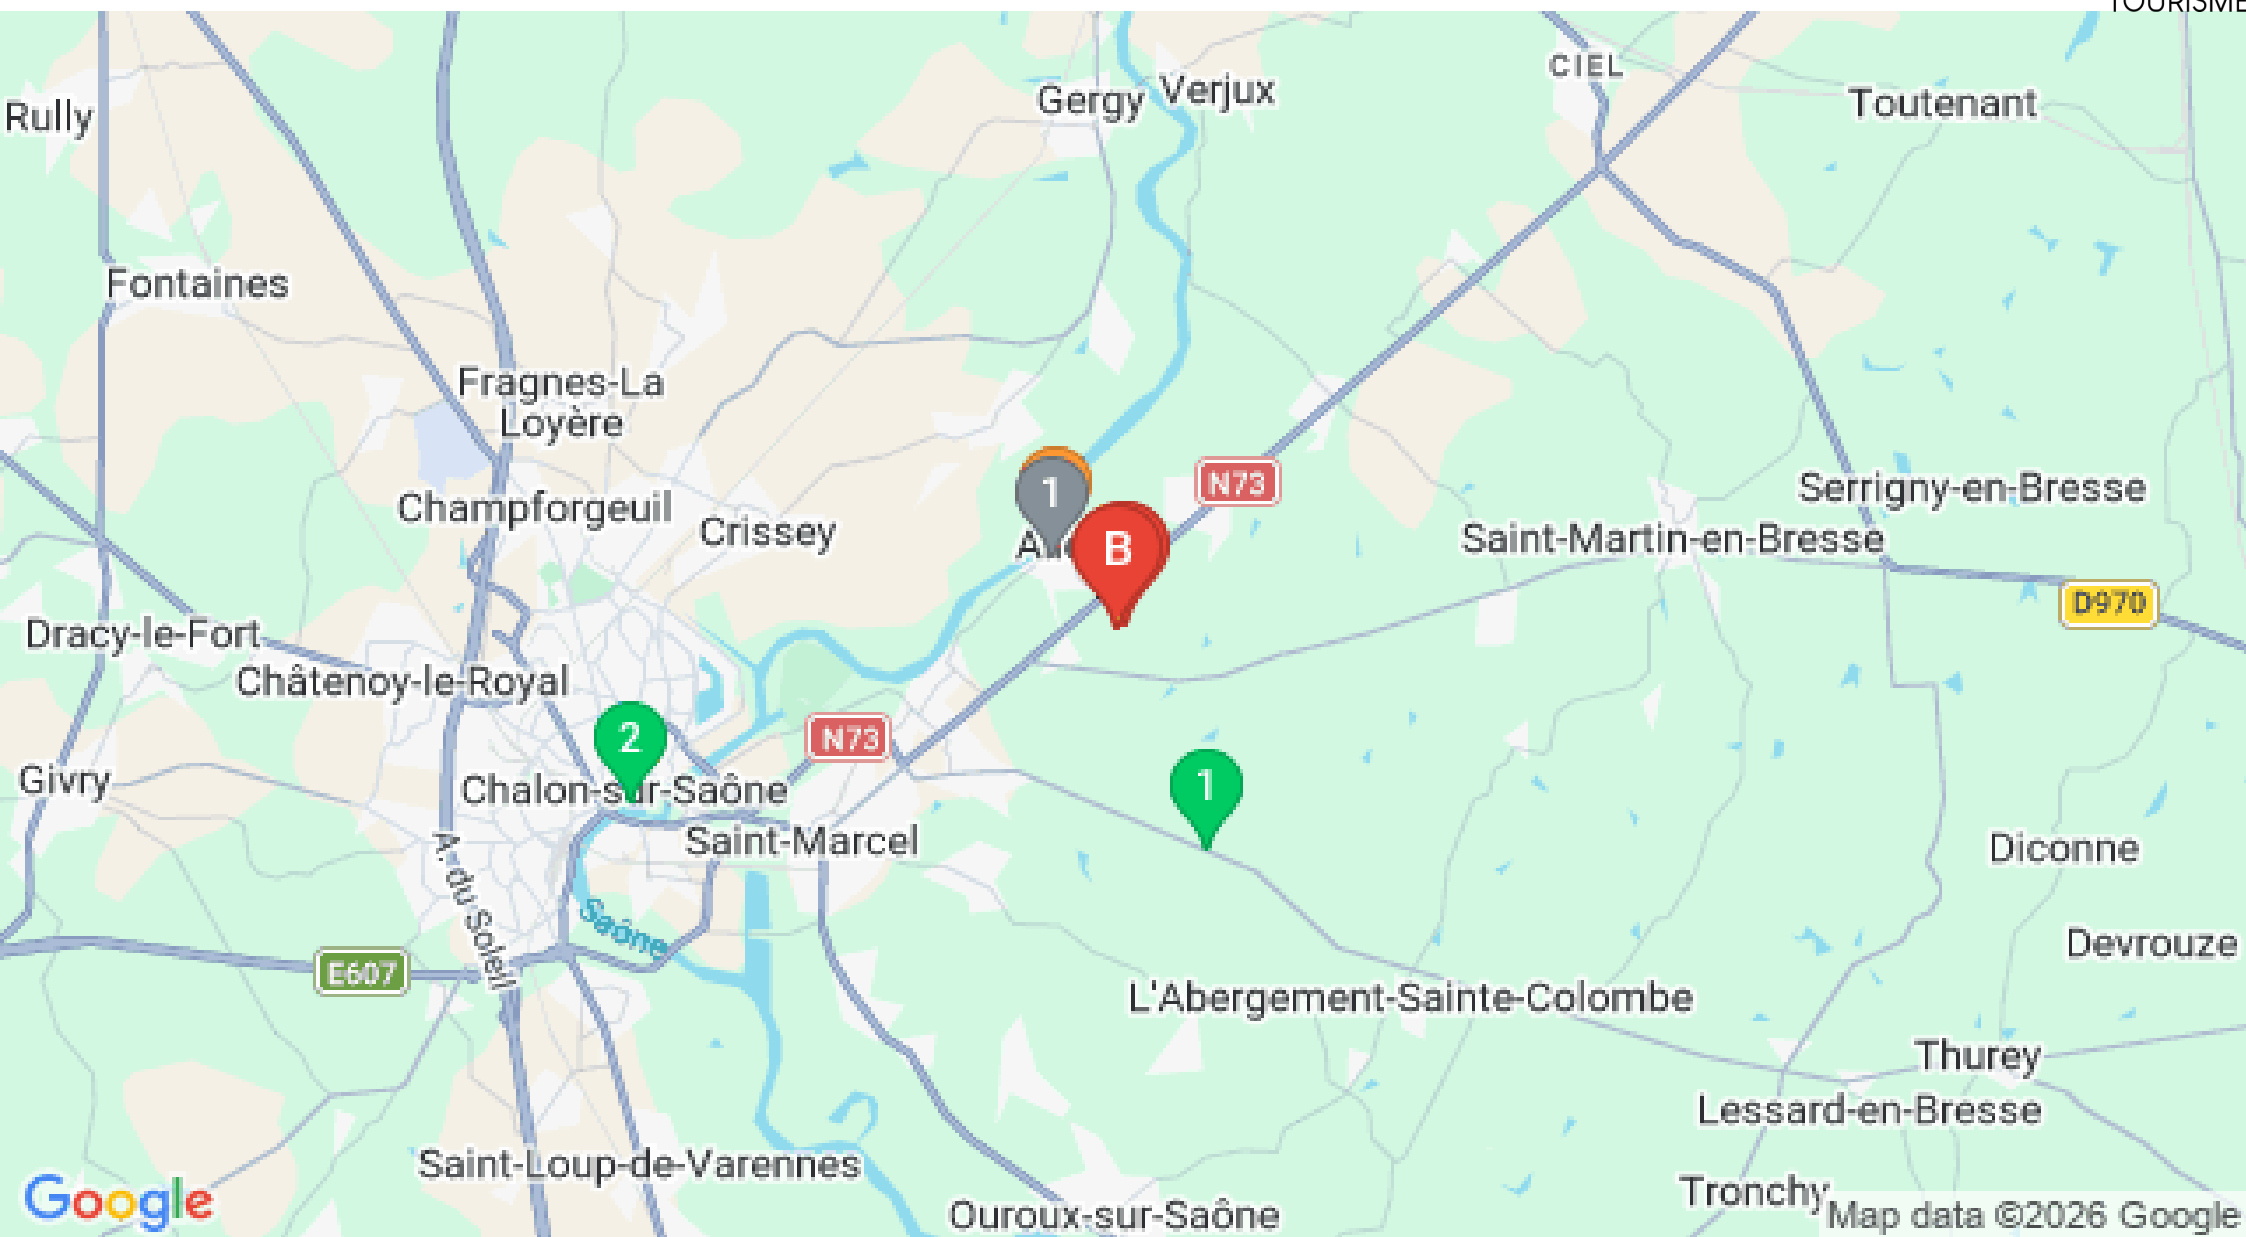 TOURISME
CIEL
Rully
Gergy
Verjux
Toutenant
Fontaines
Fragnes-La
Loyère
N73
1
Champforgeuil
Crissey
B
Serrigny-en-Bresse
Saint-Martin-en-Bresse
D970
Dracy-le-Fort
Châtenoy-le-Royal
2
N73
1
Givry
Chalon-sur-Saône
Saint-Marcel
A. du Soleil
Diconne
Saône
Devrouze
E607
L'Abergement-Sainte-Colombe
Thurey
Lessard-en-Bresse
Saint-Loup-de-Varennes
Tronchy
Google
Ouroux-sur-Saône
Map data ©2026 Google